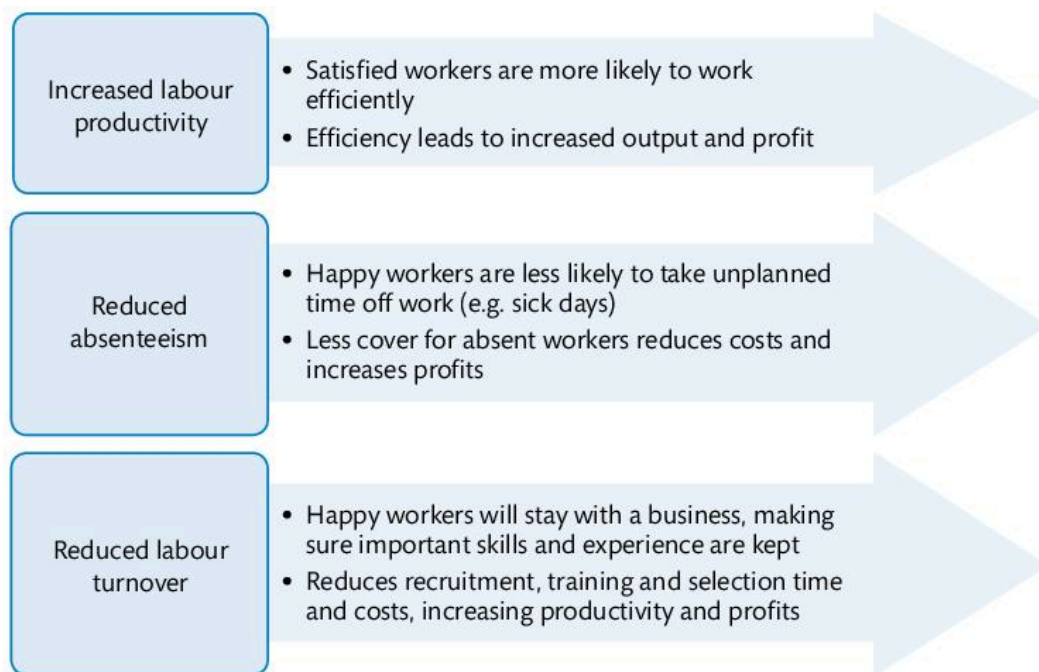 Increased labour
productivity
• Satisfied workers are more likely to work
efficiently
• Efficiency leads to increased output and profit
Reduced
absenteeism
• Happy workers are less likely to take unplanned
time off work (e.g. sick days)
• Less cover for absent workers reduces costs and
increases profits
Reduced labour
turnover
• Happy workers will stay with a business, making
sure important skills and experience are kept
• Reduces recruitment, training and selection time
and costs, increasing productivity and profits